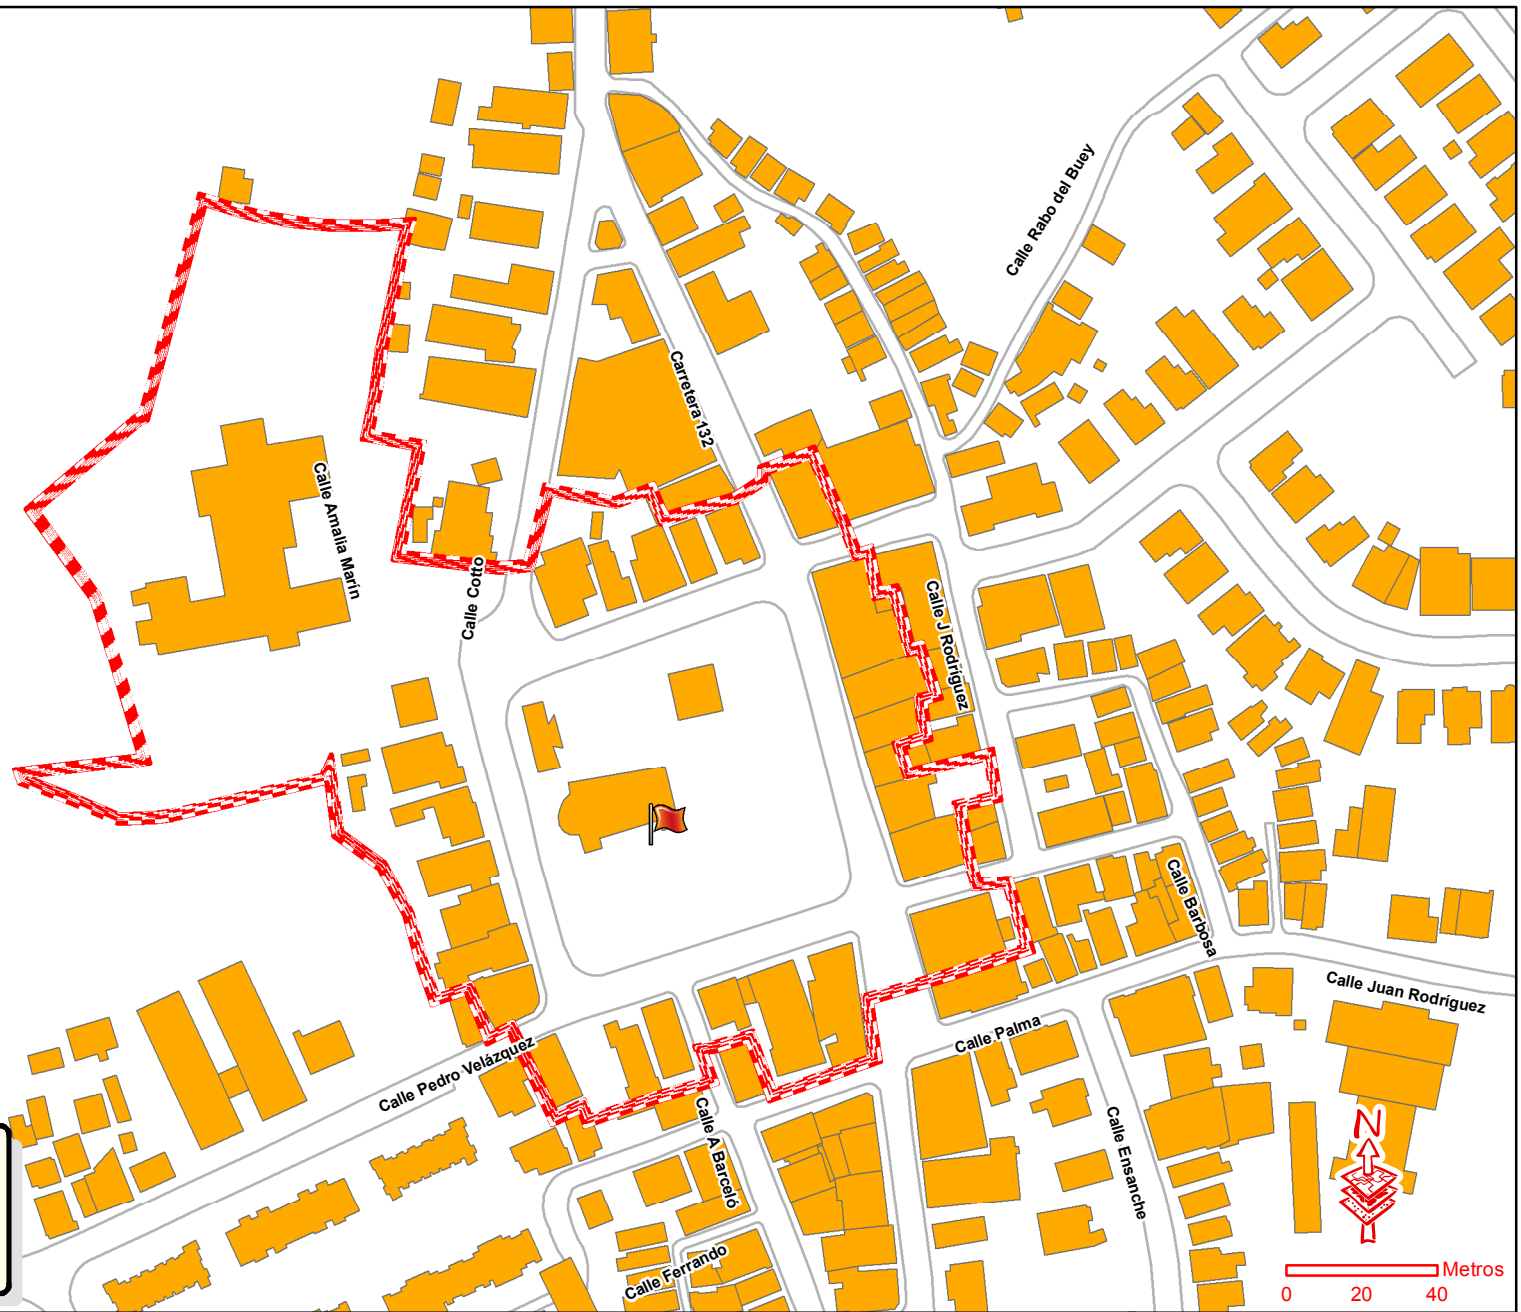 Calle Rabo del Buey
Carretera 132
Calle Amalia Marín
Calle Cotto
Calle J Rodríguez
Calle Barbosa
Calle Juan Rodríguez
Calle Palma
Calle Pedro Velázquez
Calle A Barceló
Calle Ensanche
Calle Ferrando
N
Metros
0 20 40